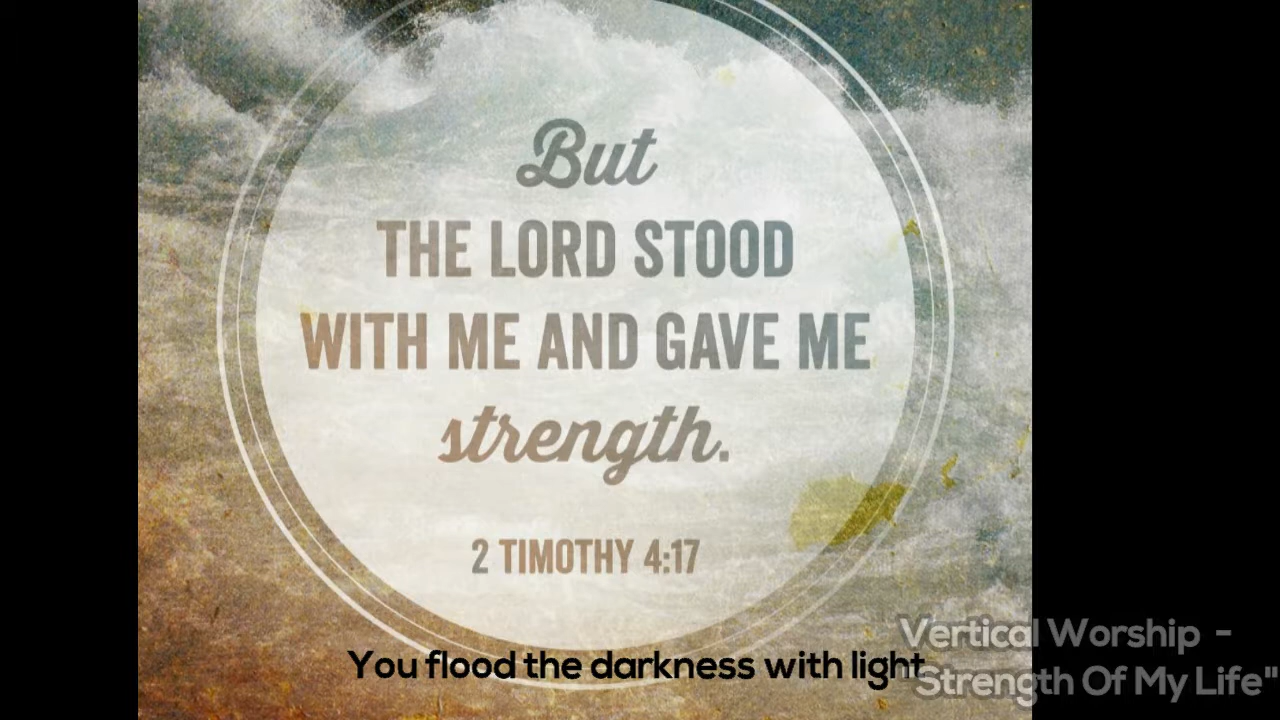 But
THE LORD STOOD
WITH ME AND GAVE ME
strength.
2 TIMOTHY 4:17
You flood the darkness with light
Vertical Worship -
Strength Of My Life"